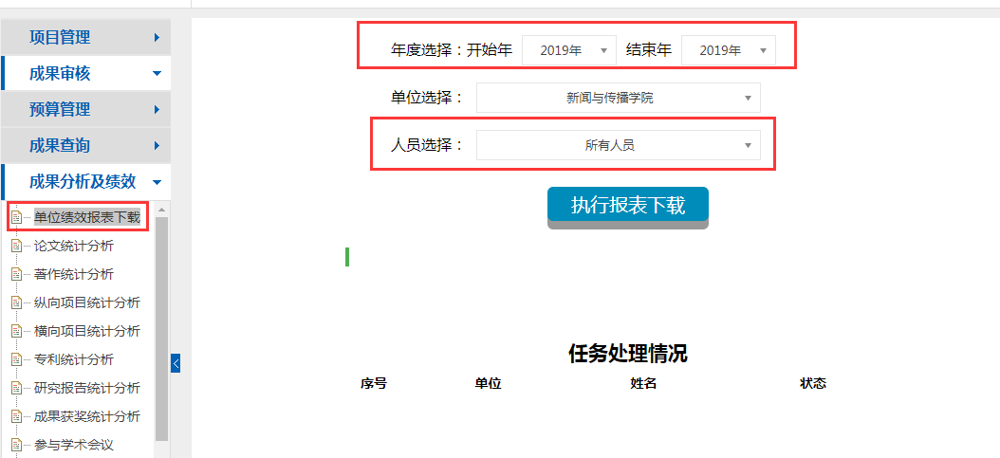 项目管理
成果审核
预算管理
成果查询
成果分析及绩效
单位绩效报表下载
论文统计分析
著作统计分析
纵向项目统计分析
横向项目统计分析
专利统计分析
研究报告统计分析
成果获奖统计分析
参与学术会议
年度选择：开始年 2019年 结束年 2019年
单位选择： 新闻与传播学院
人员选择： 所有人员
执行报表下载
任务处理情况
序号 单位 姓名 状态